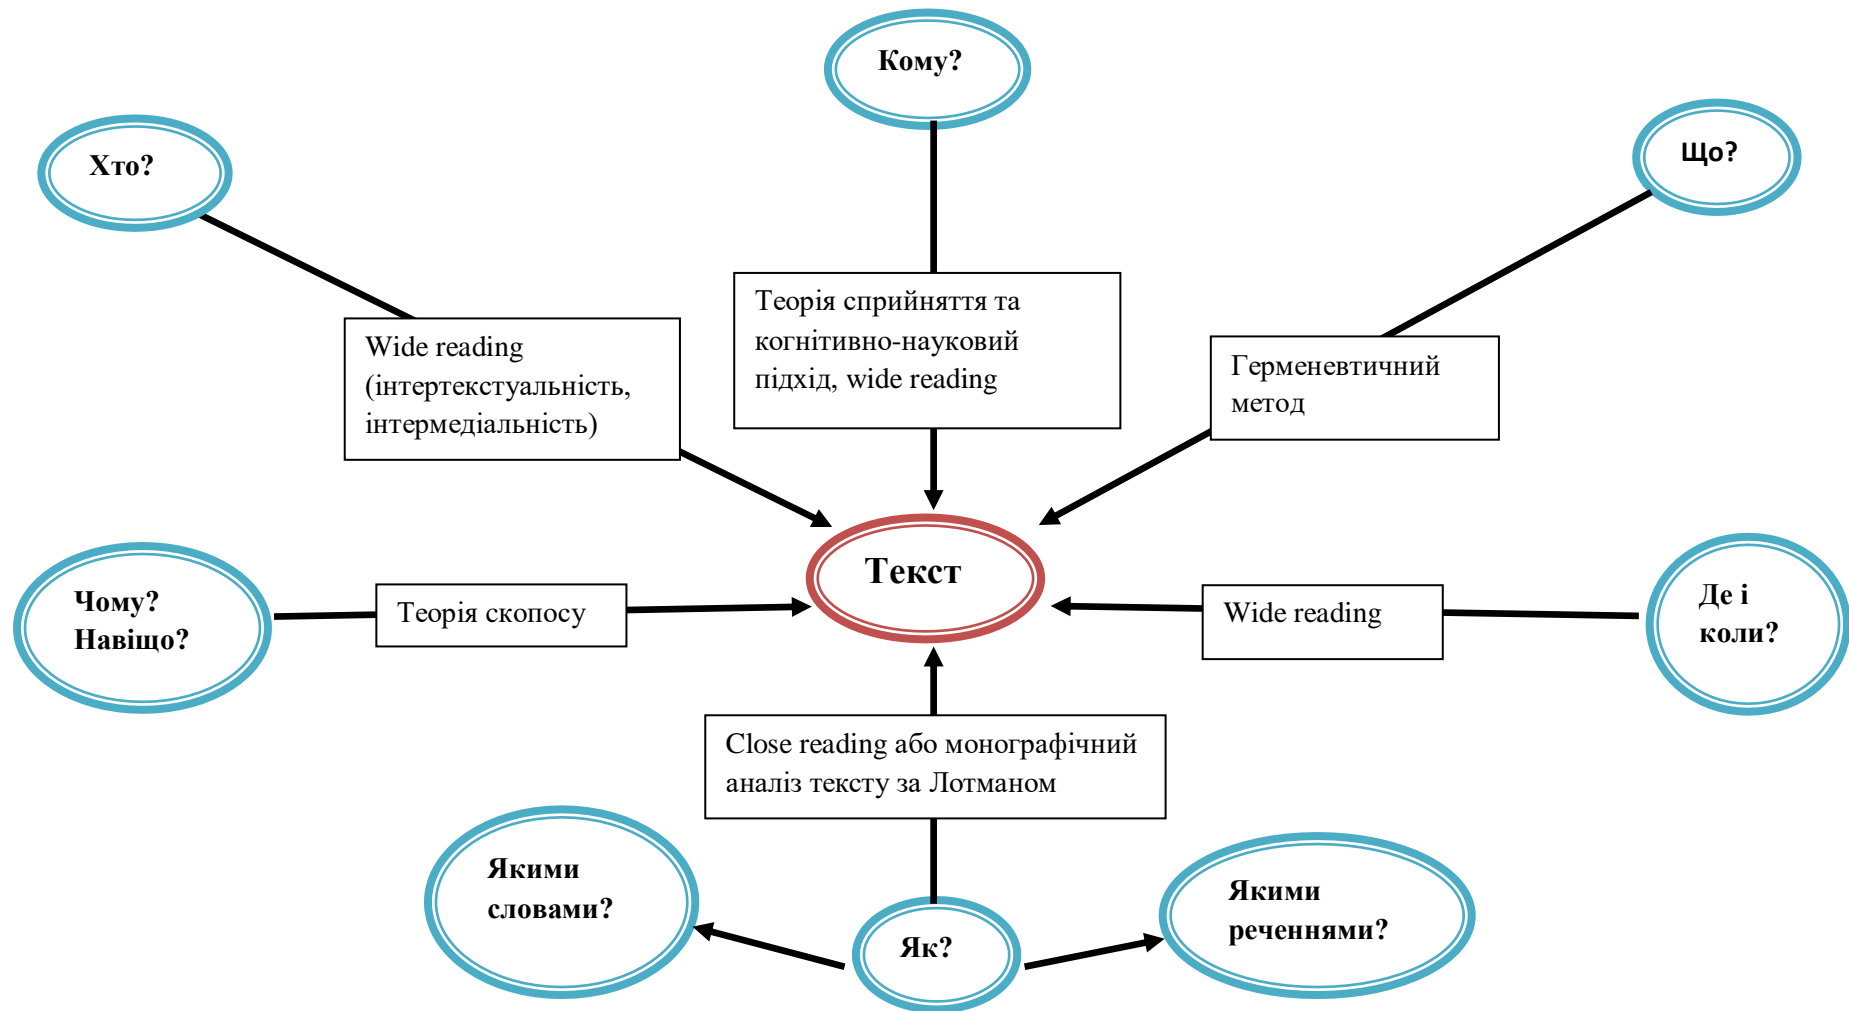 Кому?
Хто?
Що?
Теорія сприйняття та
когнітивно-науковий
підхід, wide reading
Wide reading
(інтертекстуальність,
інтермедіальність)
Герменевтичний
метод
Текст
Чому?
Навіщо?
Теорія скопосу
Wide reading
Де і
коли?
Close reading або монографічний
аналіз тексту за Лотманом
Якими
словами?
Як?
Якими
реченнями?